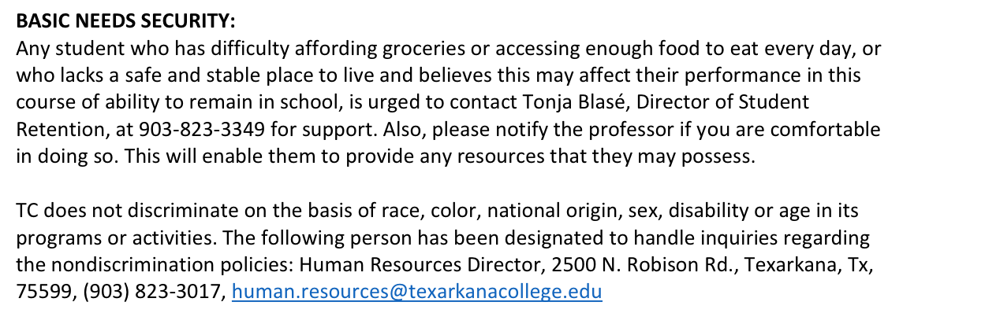 BASIC NEEDS SECURITY:
Any student who has difficulty affording groceries or accessing enough food to eat every day, or
who lacks a safe and stable place to live and believes this may affect their performance in this
course of ability to remain in school, is urged to contact Tonja Blasé, Director of Student
Retention, at 903-823-3349 for support. Also, please notify the professor if you are comfortable
in doing so. This will enable them to provide any resources that they may possess.
TC does not discriminate on the basis of race, color, national origin, sex, disability or age in its
programs or activities. The following person has been designated to handle inquiries regarding
the nondiscrimination policies: Human Resources Director, 2500 N. Robison Rd., Texarkana, Tx,
75599, (903) 823-3017, human.resources@texarkanacollege.edu